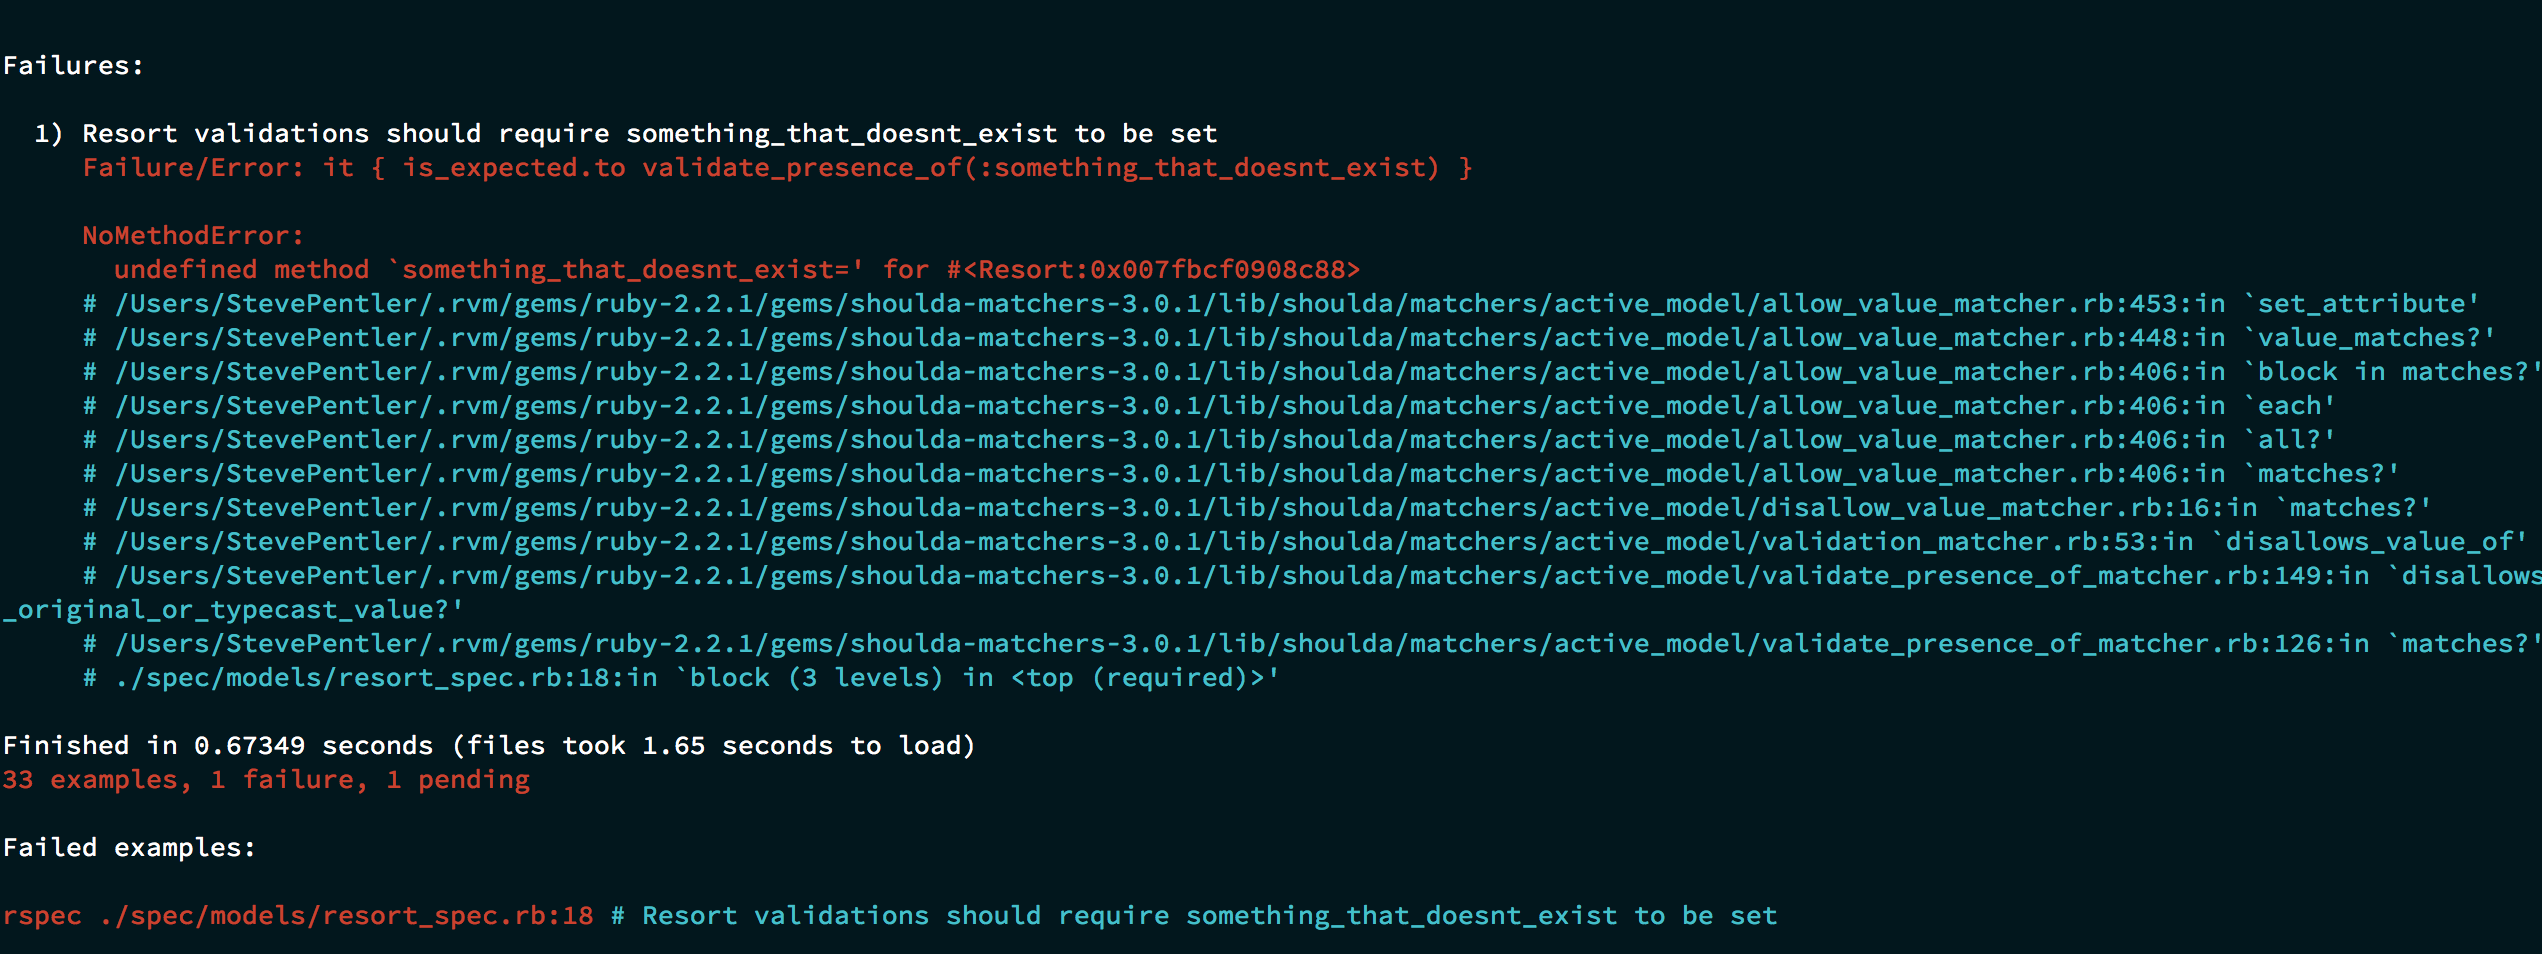 Failures:
1) Resort validations should require something_that_doesnt_exist to be set
Failure/Error: it { is_expected.to validate_presence_of(:something_that_doesnt_exist) }
NoMethodError:
undefined method `something_that_doesnt_exist=' for #<Resort:0x007fbcf0908c88>
# /Users/StevePentler/.rvm/gems/ruby-2.2.1/gems/shoulda-matchers-3.0.1/lib/shoulda/matchers/active_model/allow_value_matcher.rb:453:in `set_attribute'
# /Users/StevePentler/.rvm/gems/ruby-2.2.1/gems/shoulda-matchers-3.0.1/lib/shoulda/matchers/active_model/allow_value_matcher.rb:448:in `value_matches?'
# /Users/StevePentler/.rvm/gems/ruby-2.2.1/gems/shoulda-matchers-3.0.1/lib/shoulda/matchers/active_model/allow_value_matcher.rb:406:in `block in matches?'
# /Users/StevePentler/.rvm/gems/ruby-2.2.1/gems/shoulda-matchers-3.0.1/lib/shoulda/matchers/active_model/allow_value_matcher.rb:406:in `each'
# /Users/StevePentler/.rvm/gems/ruby-2.2.1/gems/shoulda-matchers-3.0.1/lib/shoulda/matchers/active_model/allow_value_matcher.rb:406:in `all?'
# /Users/StevePentler/.rvm/gems/ruby-2.2.1/gems/shoulda-matchers-3.0.1/lib/shoulda/matchers/active_model/allow_value_matcher.rb:406:in `matches?'
# /Users/StevePentler/.rvm/gems/ruby-2.2.1/gems/shoulda-matchers-3.0.1/lib/shoulda/matchers/active_model/disallow_value_matcher.rb:16:in `matches?'
# /Users/StevePentler/.rvm/gems/ruby-2.2.1/gems/shoulda-matchers-3.0.1/lib/shoulda/matchers/active_model/validation_matcher.rb:53:in `disallows_value_of'
# /Users/StevePentler/.rvm/gems/ruby-2.2.1/gems/shoulda-matchers-3.0.1/lib/shoulda/matchers/active_model/validate_presence_of_matcher.rb:149:in `disallows
_original_or_typecast_value?'
# /Users/StevePentler/.rvm/gems/ruby-2.2.1/gems/shoulda-matchers-3.0.1/lib/shoulda/matchers/active_model/validate_presence_of_matcher.rb:126:in `matches?'
# ./spec/models/resort_spec.rb:18:in `block (3 levels) in <top (required)>'
Finished in 0.67349 seconds (files took 1.65 seconds to load)
33 examples, 1 failure, 1 pending
Failed examples:
rspec ./spec/models/resort_spec.rb:18 # Resort validations should require something_that_doesnt_exist to be set